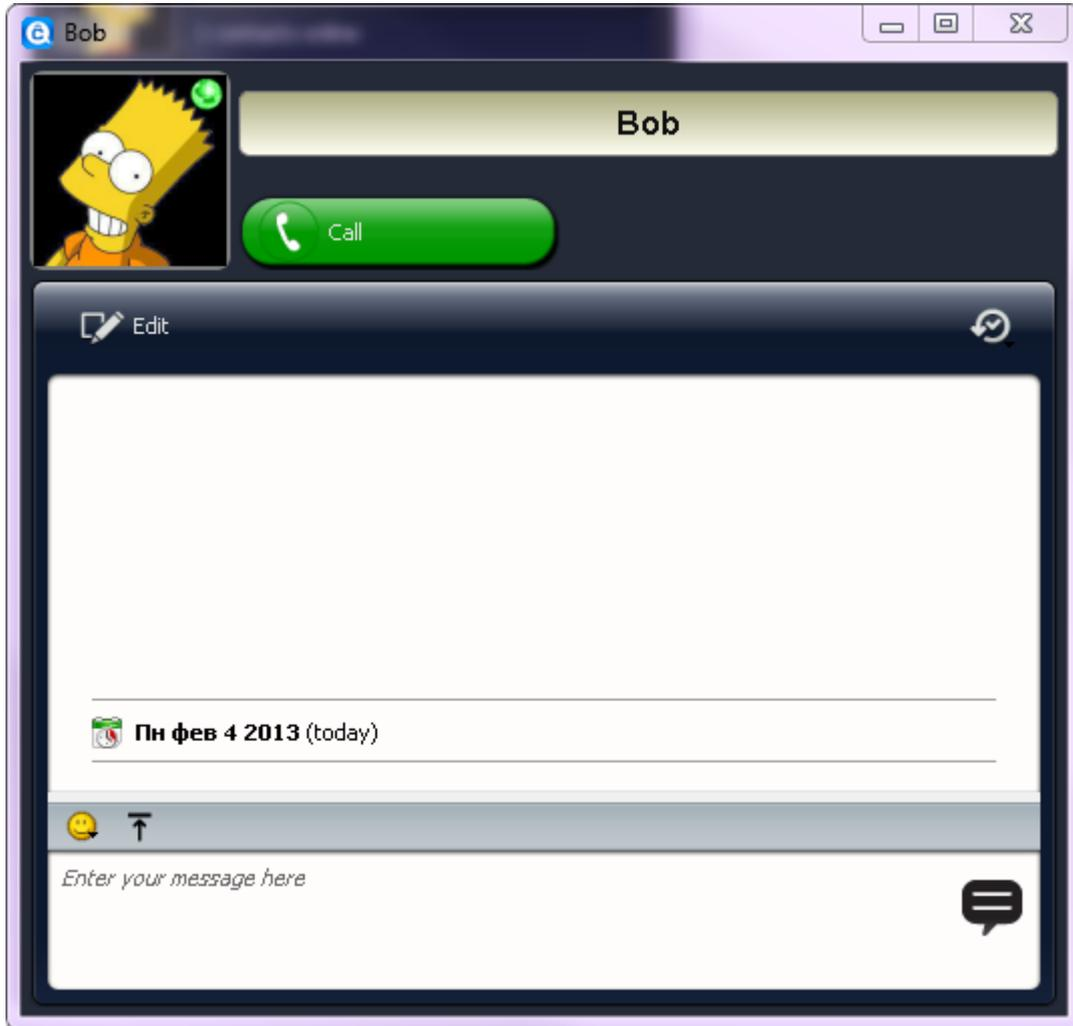 Bob
Bob
Call
Edit
Пн фев 4 2013 (today)
Enter your message here